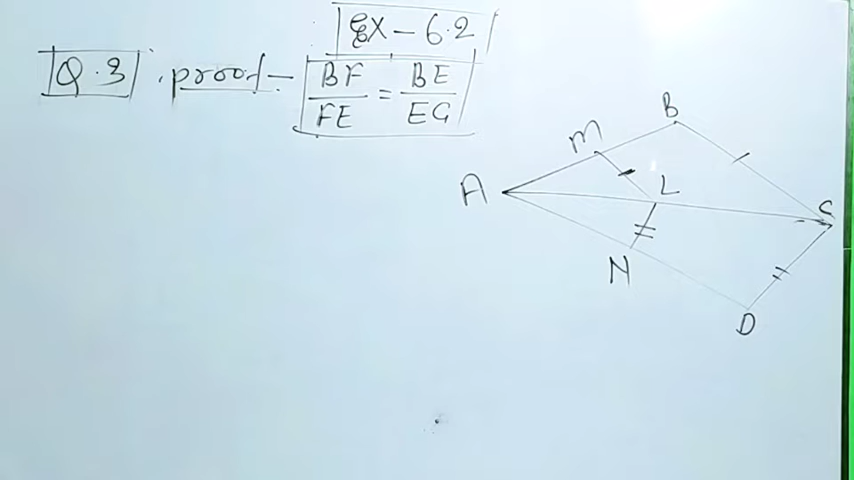 EX - 6.2
Q.3 . proof - BF/FE = BE/EG
B
M
A
L
C
N
D